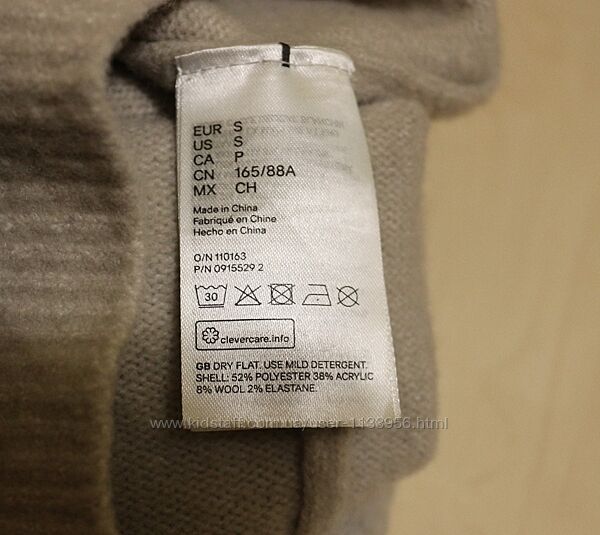 EUR S
US S
CA P
CN 165/88A
MX CH
Made in China
Fabriqué en Chine
Hecho en China
O/N 110163
P/N 0915529 2
30
clevercare.info
GB DRY FLAT. USE MILD DETERGENT.
SHELL: 52% POLYESTER 38% ACRYLIC
8% WOOL 2% ELASTANE.